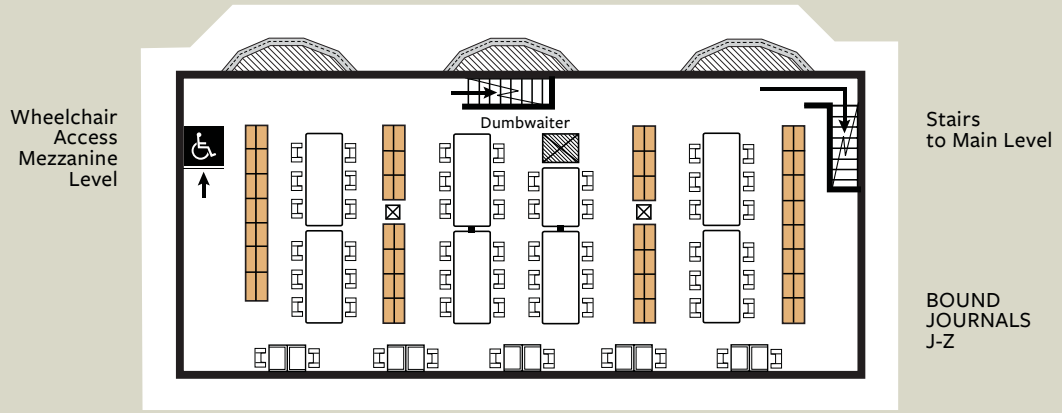 Wheelchair
Access
Mezzanine
Level
Dumbwaiter
Stairs
to Main Level
BOUND
JOURNALS
J-Z